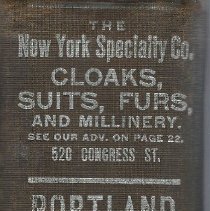 THE
New York Specialty Co.
CLOAKS,
SUITS, FURS,
AND MILLINERY.
SEE OUR ADV. ON PAGE 22.
520 CONGRESS ST.
PORTLAND